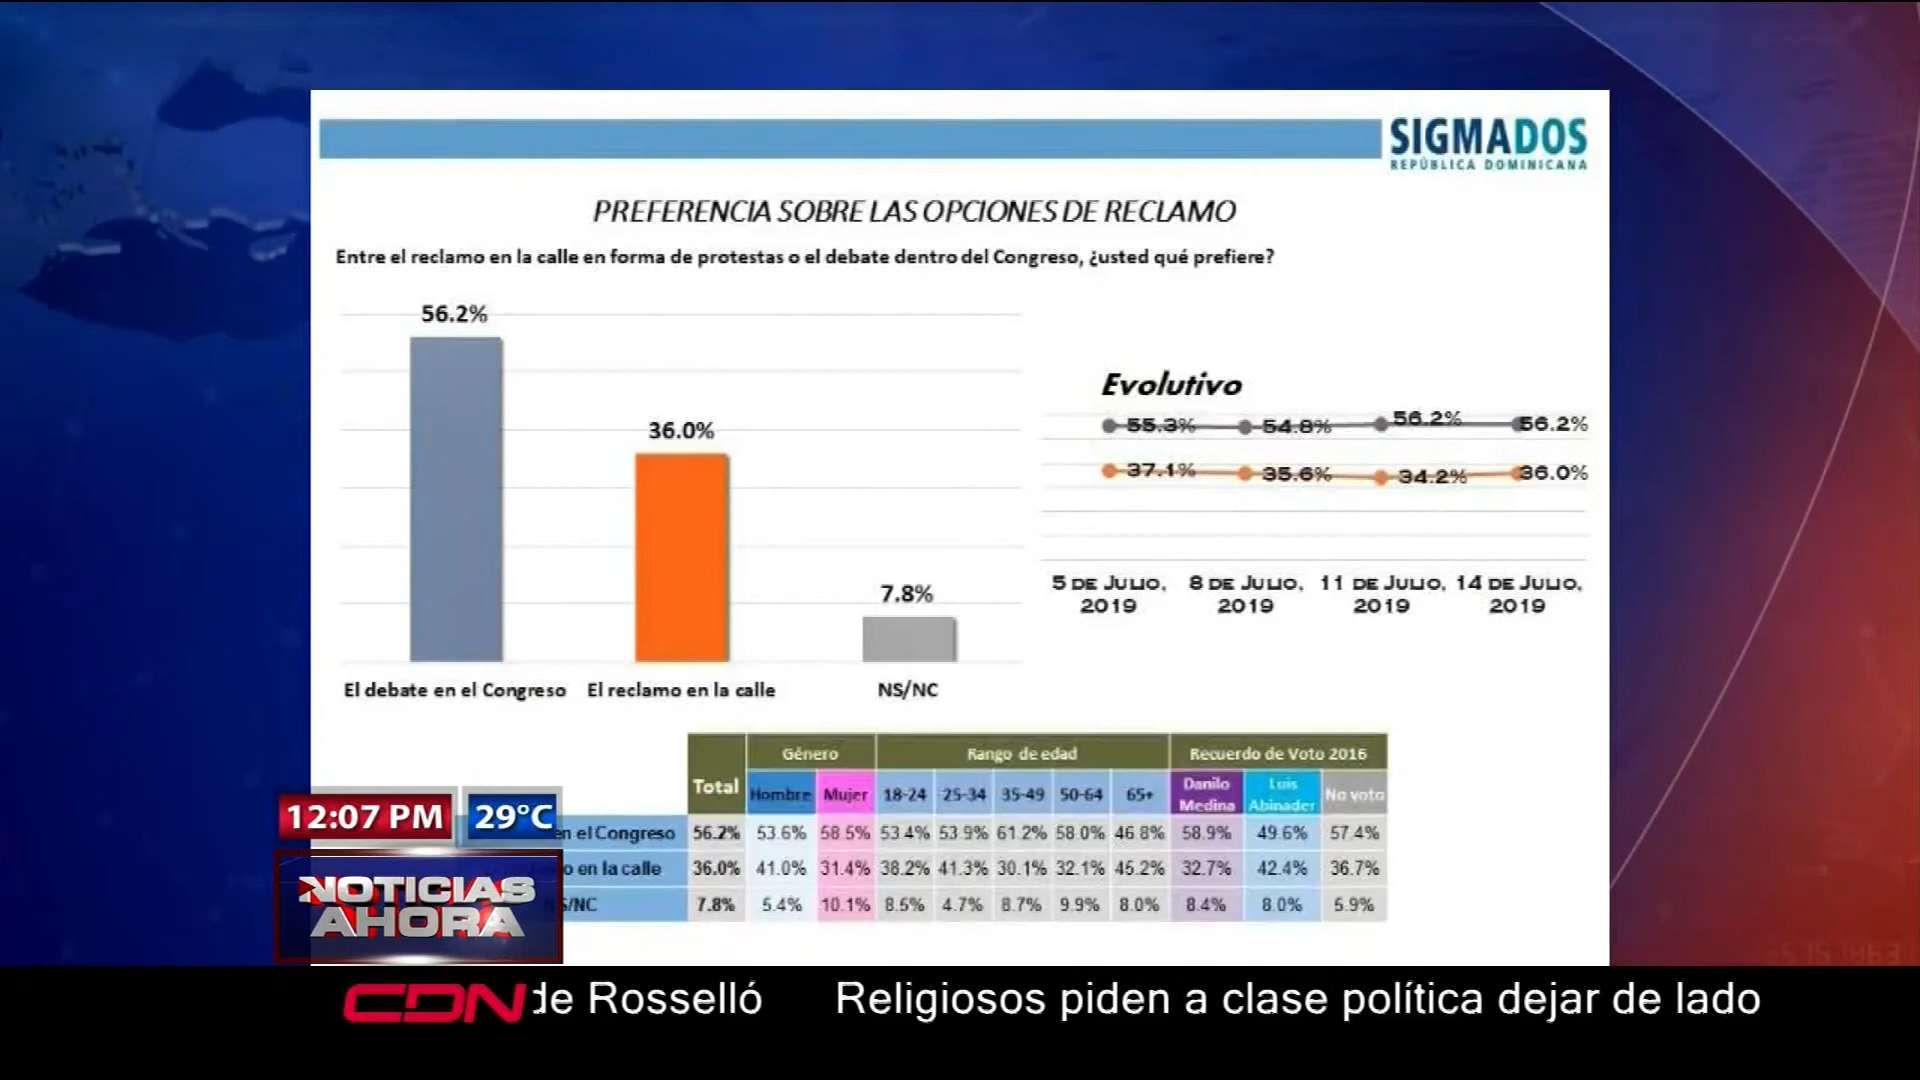 SIGMADOS
REPÚBLICA DOMINICANA
PREFERENCIA SOBRE LAS OPCIONES DE RECLAMO
Entre el reclamo en la calle en forma de protestas o el debate dentro del Congreso, ¿usted qué prefiere?
56.2%
36.0%
7.8%
El debate en el Congreso El reclamo en la calle NS/NC
Evolutivo
55.3% 54.8% 56.2% 56.2%
37.1% 35.6% 34.2% 36.0%
5 DE JULIO, 8 DE JULIO, 11 DE JULIO, 14 DE JULIO,
2019 2019 2019 2019
Total Género Rango de edad Recuerdo de Voto 2016
Hombre Mujer 18-24 25-34 35-49 50-64 65+ Danilo Medina Luis Abinader No voto
en el Congreso 56.2% 53.6% 58.5% 53.4% 53.9% 61.2% 58.0% 46.8% 58.9% 49.6% 57.4%
o en la calle 36.0% 41.0% 31.4% 38.2% 41.3% 30.1% 32.1% 45.2% 32.7% 42.4% 36.7%
S/NC 7.8% 5.4% 10.1% 8.5% 4.7% 8.7% 9.9% 8.0% 8.4% 8.0% 5.9%
12:07 PM 29°C
NOTICIAS
AHORA
CDN de Rosselló Religiosos piden a clase política dejar de lado